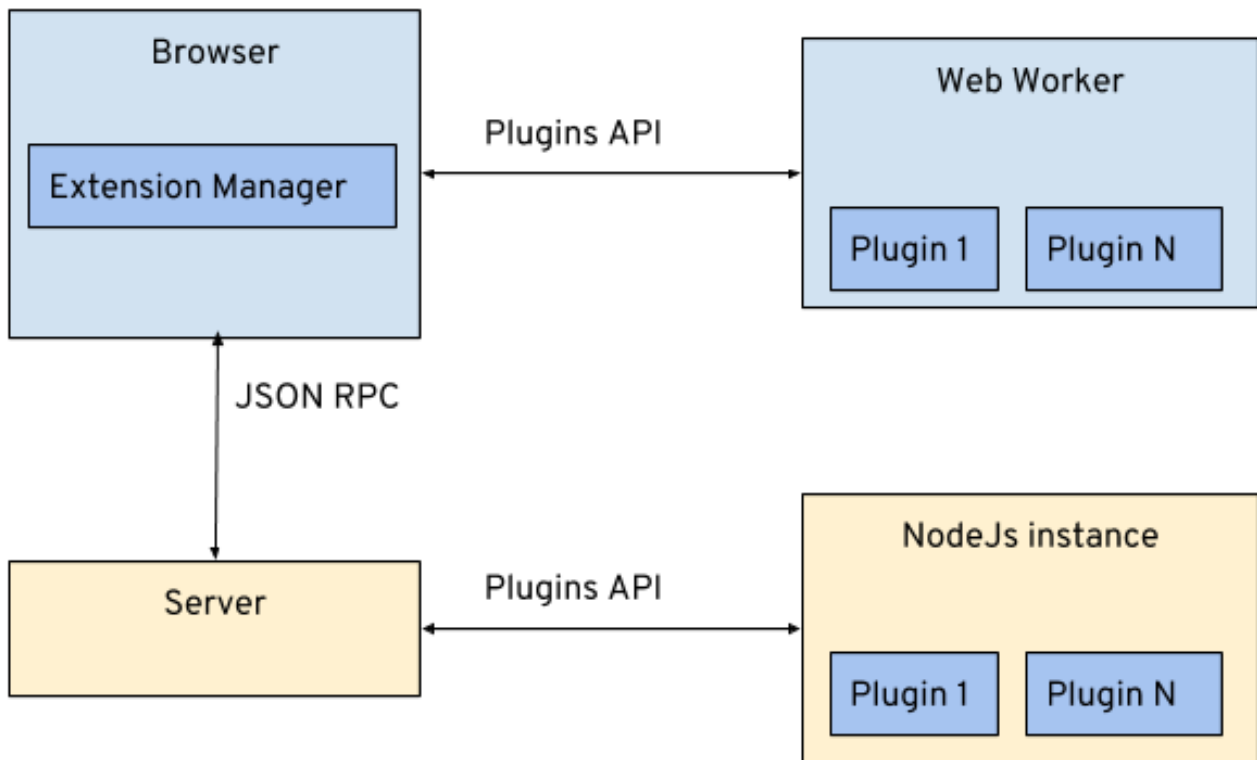 Browser
Web Worker
Plugins API
Extension Manager
Plugin 1
Plugin N
JSON RPC
NodeJs instance
Server
Plugins API
Plugin 1
Plugin N